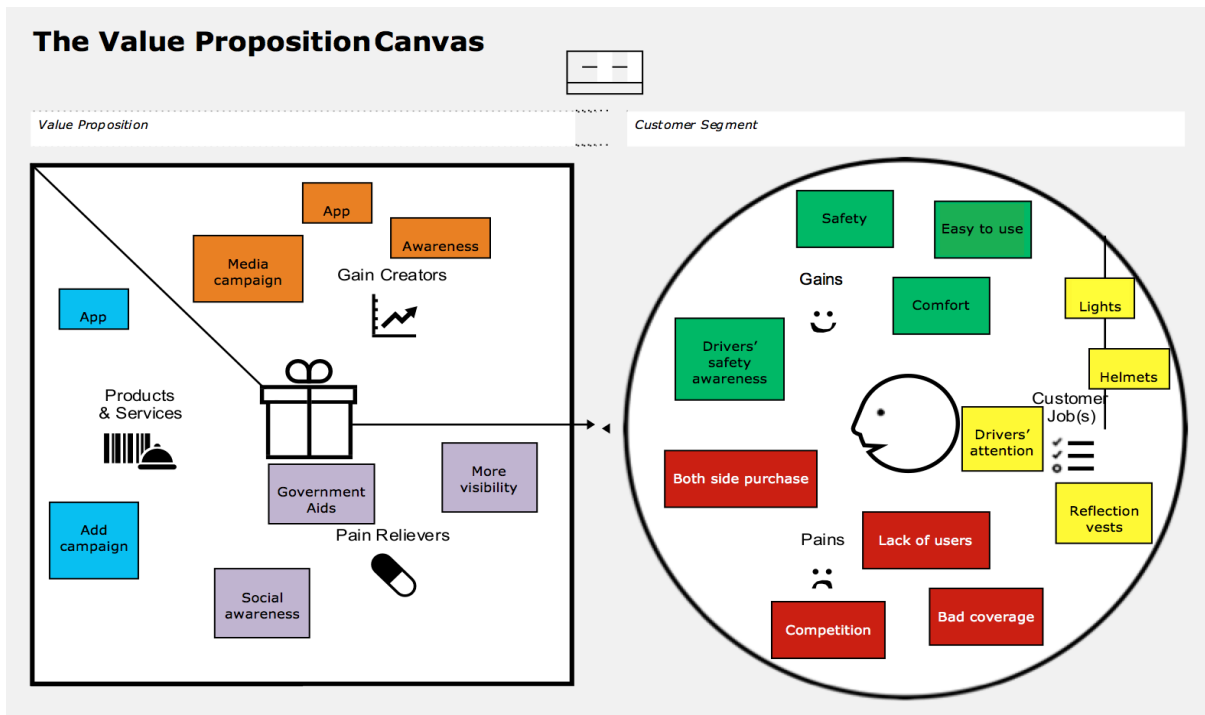 The Value Proposition Canvas
Value Proposition
Customer Segment
App
Awareness
Media
campaign
Gain Creators
App
Products
& Services
Government
Aids
More
visibility
Add
campaign
Pain Relievers
Social
awareness
Safety
Easy to use
Gains
Comfort
Lights
Drivers’
safety
awareness
Helmets
Customer
Job(s)
Drivers’
attention
Both side purchase
Reflection
vests
Pains
Lack of users
Competition
Bad coverage